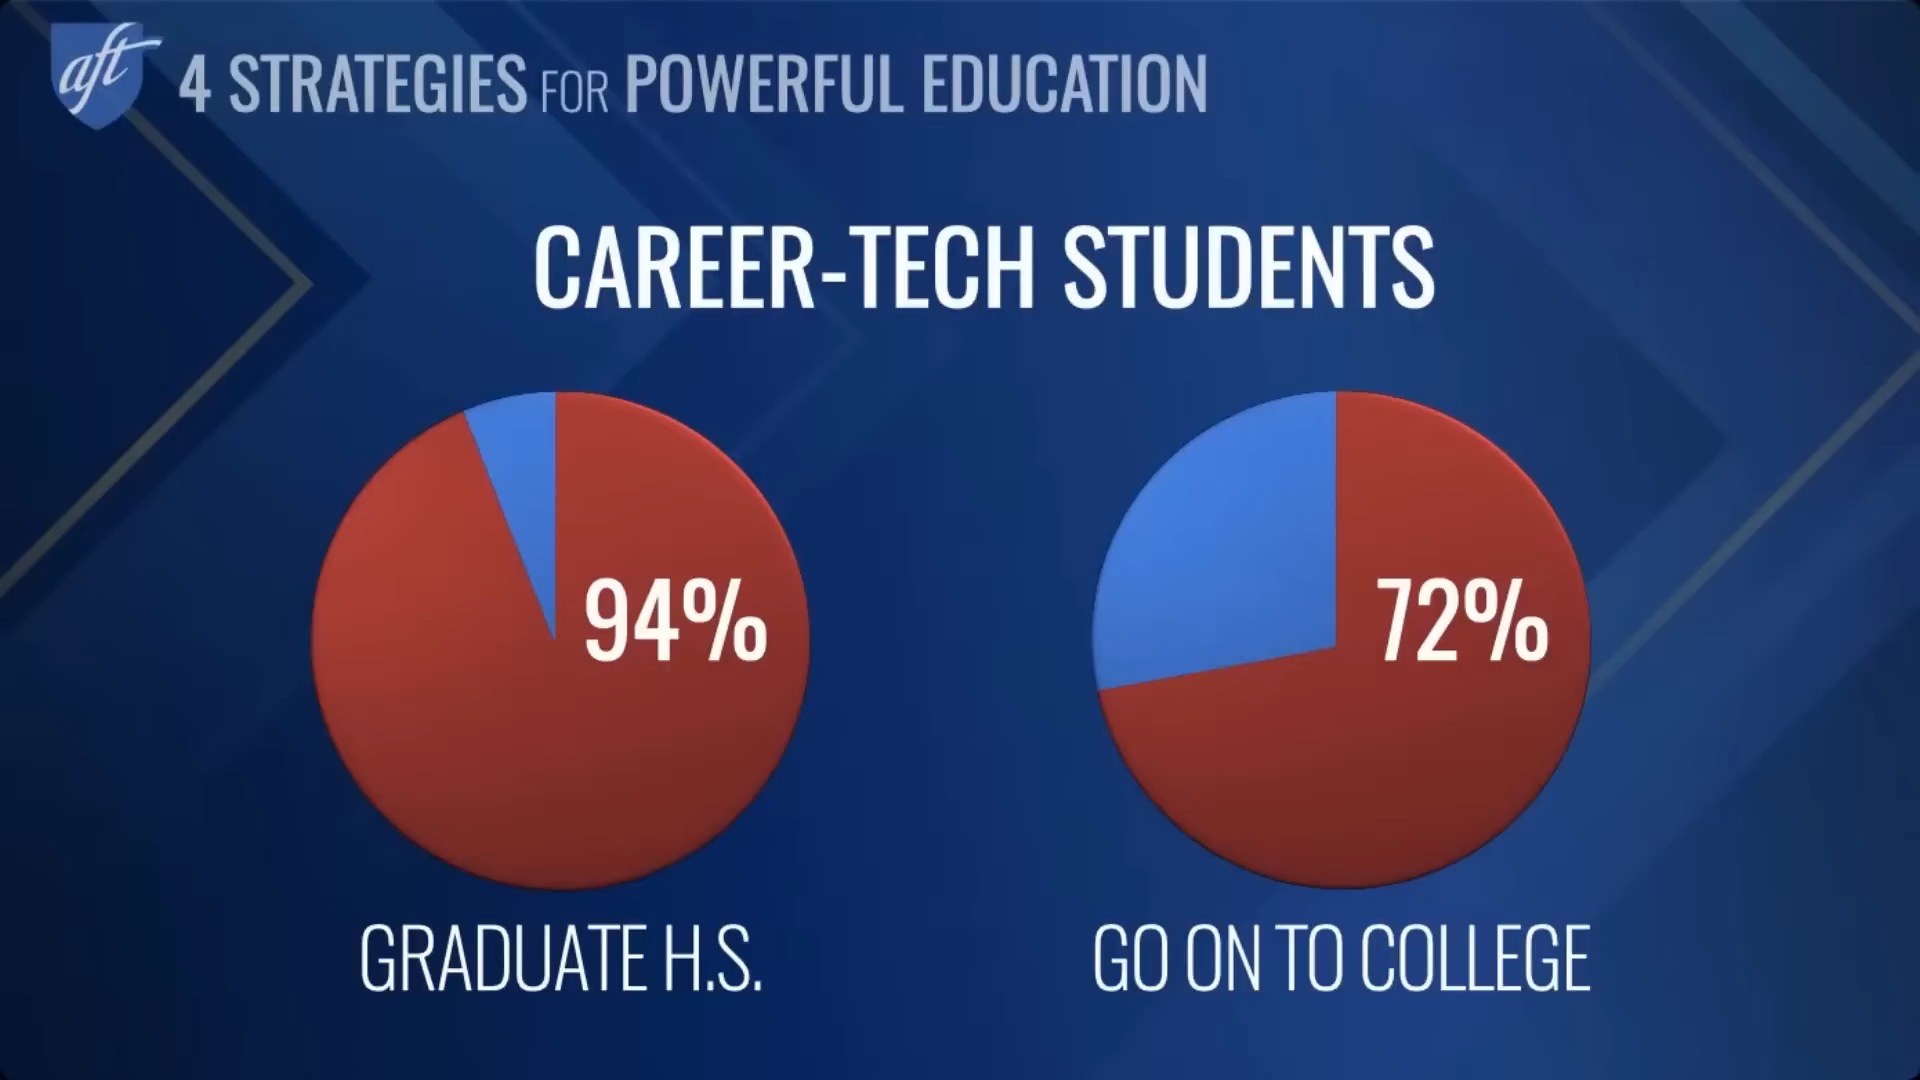 aft
4 STRATEGIES FOR POWERFUL EDUCATION
CAREER-TECH STUDENTS
94%
72%
GRADUATE H.S.
GO ON TO COLLEGE